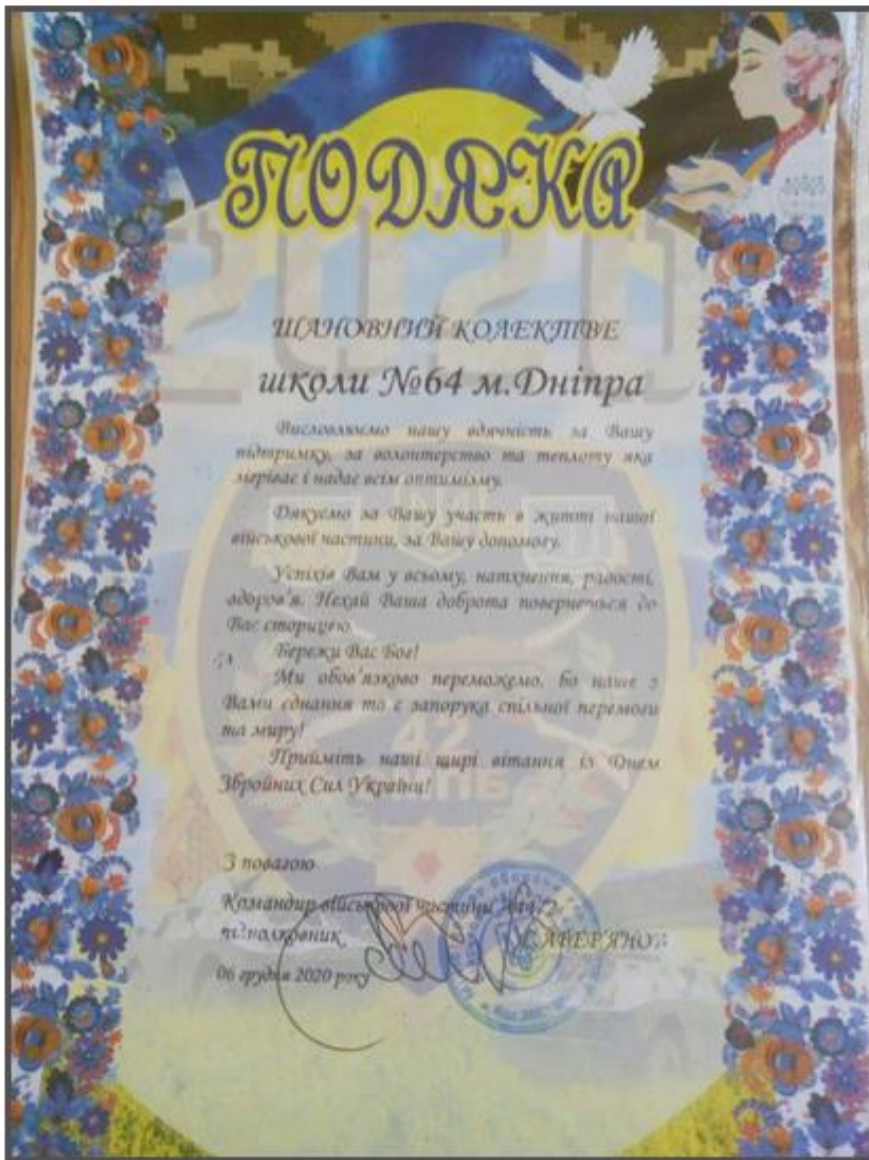 ПОДЯКА
2020
ШАНОВНИЙ КОЛЕКТИВЕ
школи №64 м.Дніпра
Висловлюємо нашу вдячність за Вашу
підтримку, за волонтерство та теплоту яка
зігріває і надає всім оптимізму.
Дякуємо за Вашу участь в житті нашої
військової частини, за Вашу допомогу.
Успіхів Вам у всьому, натхнення, радості,
здоров'я. Нехай Ваша доброта повернеться до
Вас сторицею.
Бережи Вас Бог!
Ми обов'язково переможемо, бо наше з
Вами єднання то є запорука спільної перемоги
та миру!
Прийміть наші щирі вітання із Днем
Збройних Сил України!
42
З повагою
Командир військової частини
підполковник АВЕР'ЯНОВ
06 грудня 2020 року